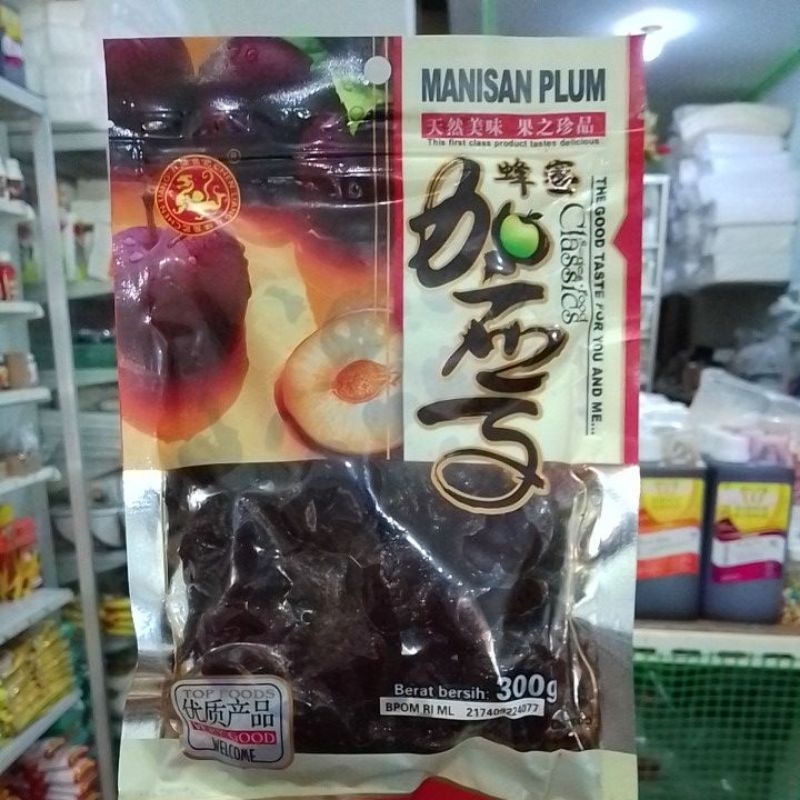 MANISAN PLUM
天然美味 果之珍品
This first class product tastes delicious
蜂蜜
加应子
Classics
THE GOOD TASTE FOR YOU AND ME...
Berat bersih: 300g
BPOM RI ML
TOP FOODS
优质产品
VERY GOOD
WELCOME